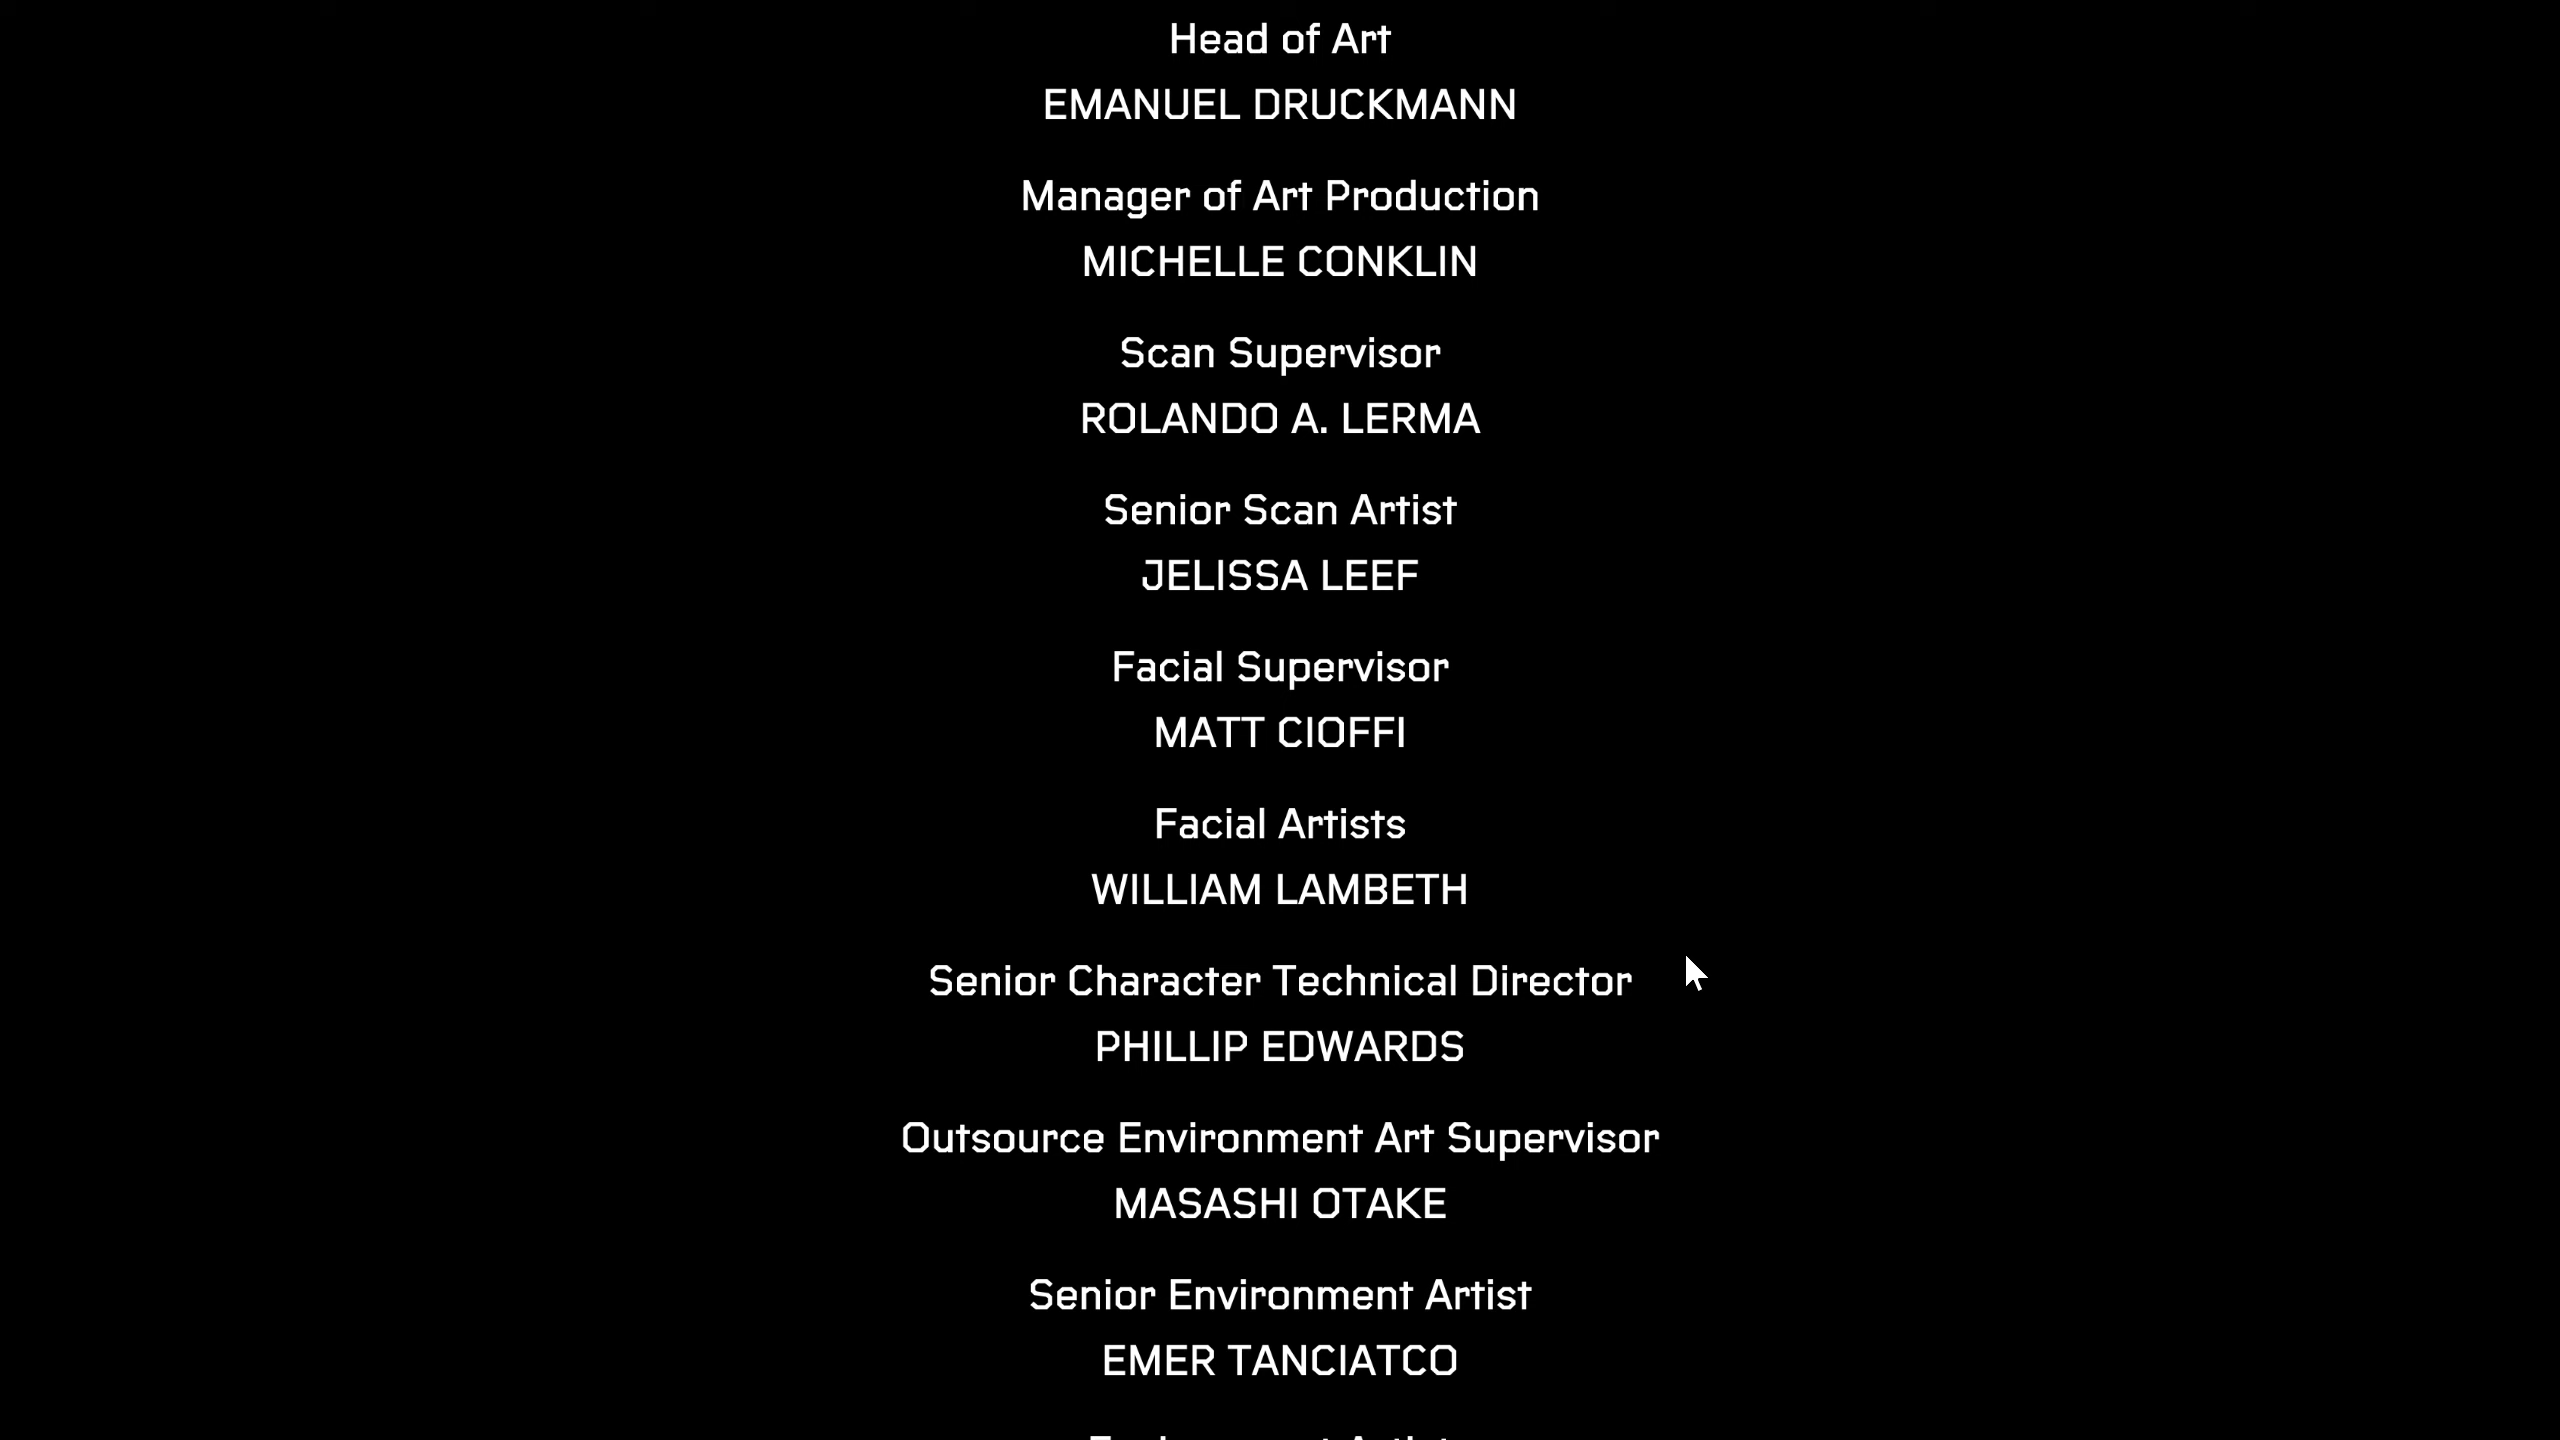 Head of Art
EMANUEL DRUCKMANN
Manager of Art Production
MICHELLE CONKLIN
Scan Supervisor
ROLANDO A. LERMA
Senior Scan Artist
JELISSA LEEF
Facial Supervisor
MATT CIOFFI
Facial Artists
WILLIAM LAMBETH
Senior Character Technical Director
PHILLIP EDWARDS
Outsource Environment Art Supervisor
MASASHI OTAKE
Senior Environment Artist
EMER TANCIATCO